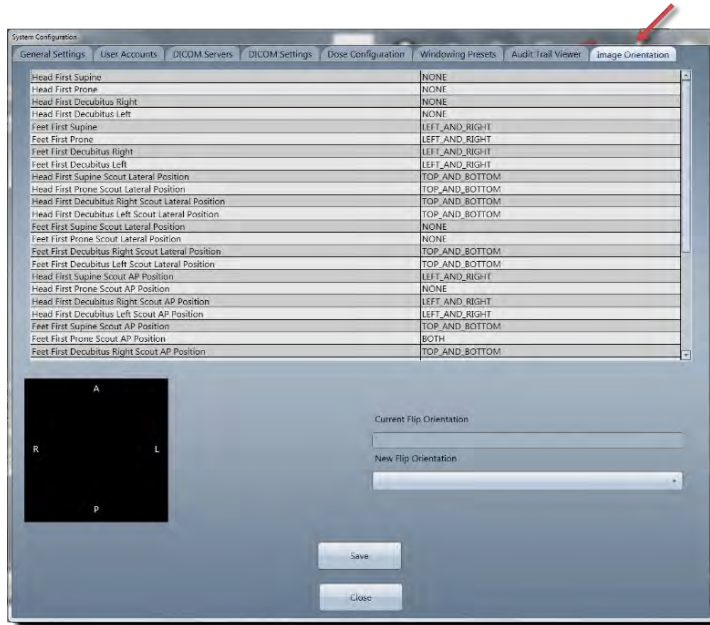 System Configuration
General Settings User Accounts DICOM Servers DICOM Settings Dose Configuration Windowing Presets Audit Trail Viewer Image Orientation
Head First Supine NONE
Head First Prone NONE
Head First Decubitus Right NONE
Head First Decubitus Left NONE
Feet First Supine LEFT_AND_RIGHT
Feet First Prone LEFT_AND_RIGHT
Feet First Decubitus Right LEFT_AND_RIGHT
Feet First Decubitus Left LEFT_AND_RIGHT
Head First Supine Scout Lateral Position TOP_AND_BOTTOM
Head First Prone Scout Lateral Position TOP_AND_BOTTOM
Head First Decubitus Right Scout Lateral Position TOP_AND_BOTTOM
Head First Decubitus Left Scout Lateral Position TOP_AND_BOTTOM
Feet First Supine Scout Lateral Position NONE
Feet First Prone Scout Lateral Position NONE
Feet First Decubitus Right Scout Lateral Position TOP_AND_BOTTOM
Feet First Decubitus Left Scout Lateral Position TOP_AND_BOTTOM
Head First Supine Scout AP Position LEFT_AND_RIGHT
Head First Prone Scout AP Position NONE
Head First Decubitus Right Scout AP Position LEFT_AND_RIGHT
Head First Decubitus Left Scout AP Position LEFT_AND_RIGHT
Feet First Supine Scout AP Position TOP_AND_BOTTOM
Feet First Prone Scout AP Position BOTH
Feet First Decubitus Right Scout AP Position TOP_AND_BOTTOM
A
R L
P
Current Flip Orientation
New Flip Orientation
Save
Close